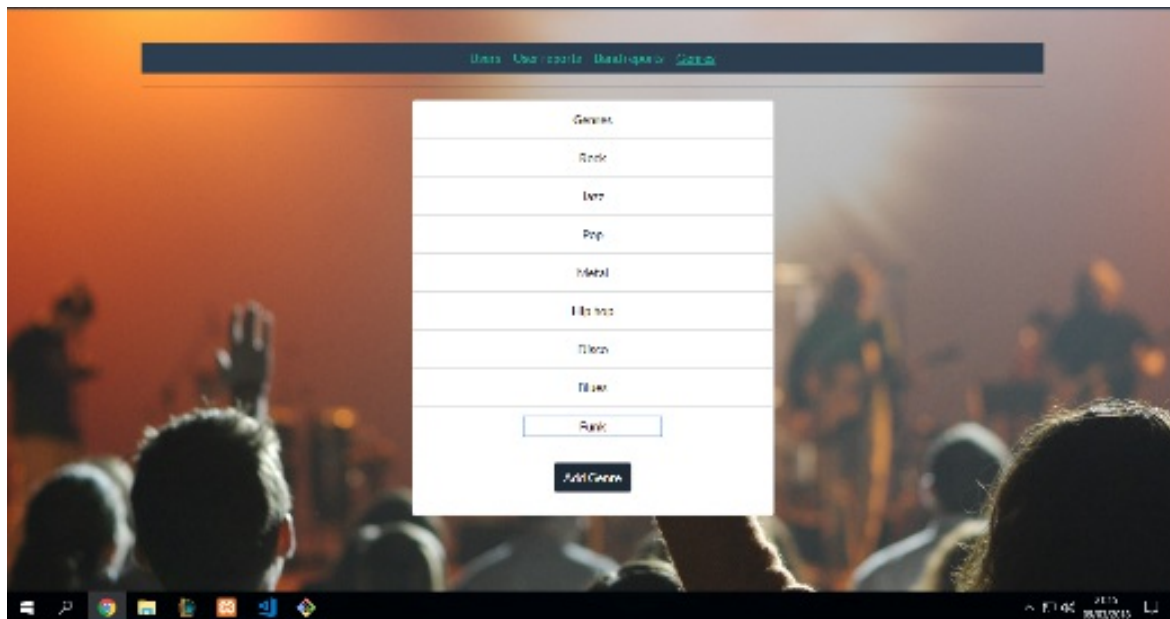 Users User reports Band reports Genres
Genres
Rock
Jazz
Pop
Metal
Hip hop
Disco
Blues
Funk
Add Genre